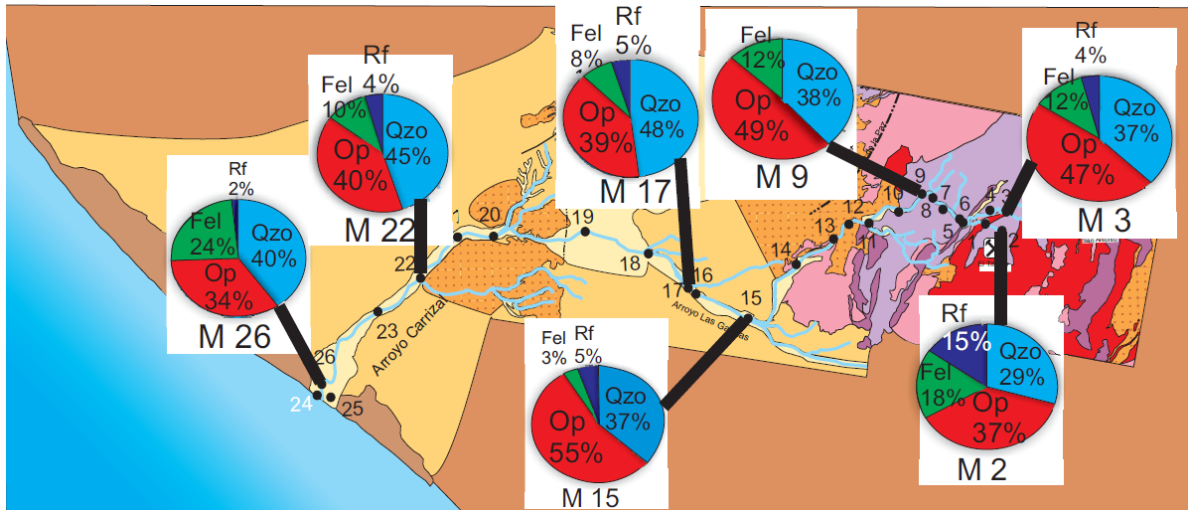 Fel
8%
Rf
5%
Qzo
48%
Op
39%
M 17
Fel
12%
Qzo
38%
Op
49%
M 9
Rf
4%
Fel
12%
Qzo
37%
Op
47%
M 3
Rf
4%
Fel
10%
Qzo
45%
Op
40%
M 22
Rf
2%
Fel
24%
Qzo
40%
Op
34%
M 26
Fel
3%
Rf
5%
Qzo
37%
Op
55%
M 15
Rf
15%
Qzo
29%
Fel
18%
Op
37%
M 2
20
19
18
17
16
15
14
13
12
11
10
9
7
8
6
5
4
3
2
22
23
26
24
25
Arroyo Carrizal